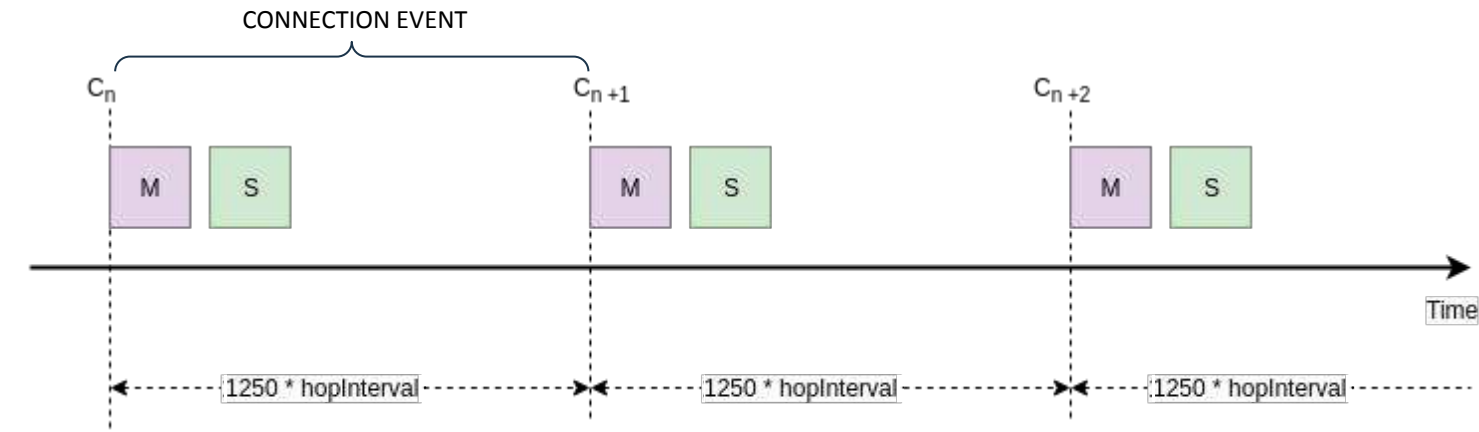 CONNECTION EVENT
Cn Cn +1 Cn +2
M S M S M S
Time
1250 * hopInterval 1250 * hopInterval 1250 * hopInterval